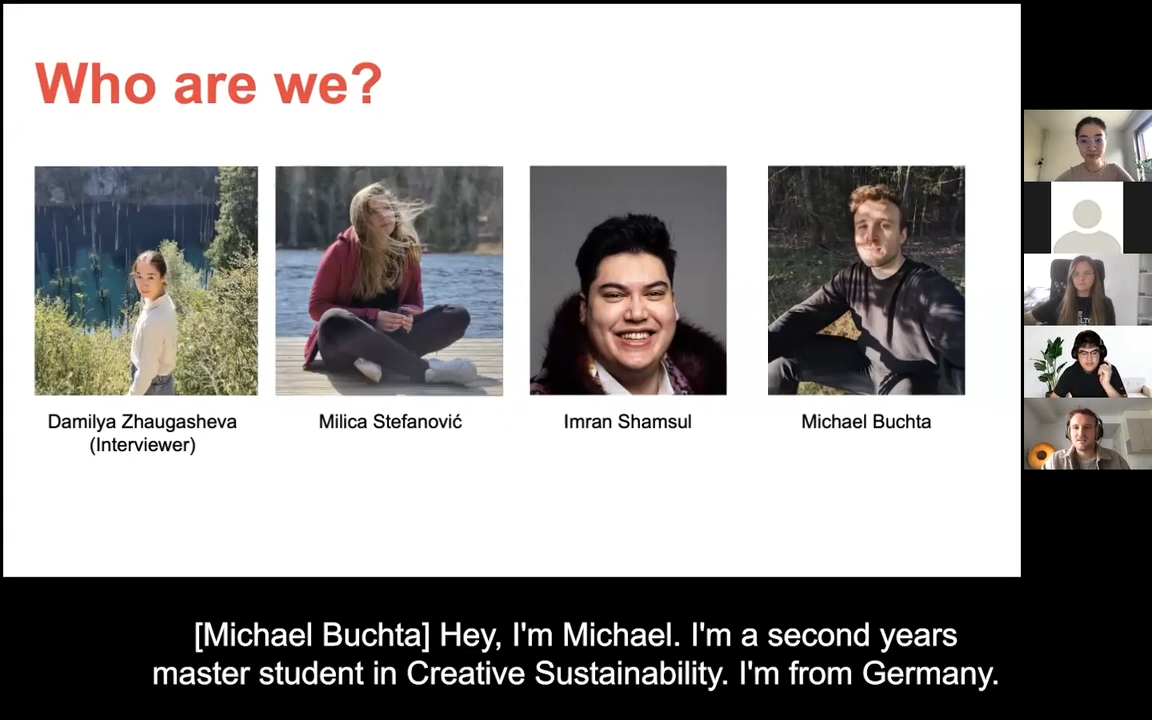 Who are we?
Damilya Zhaugasheva
(Interviewer)
Milica Stefanović
Imran Shamsul
Michael Buchta
[Michael Buchta] Hey, I'm Michael. I'm a second years
master student in Creative Sustainability. I'm from Germany.